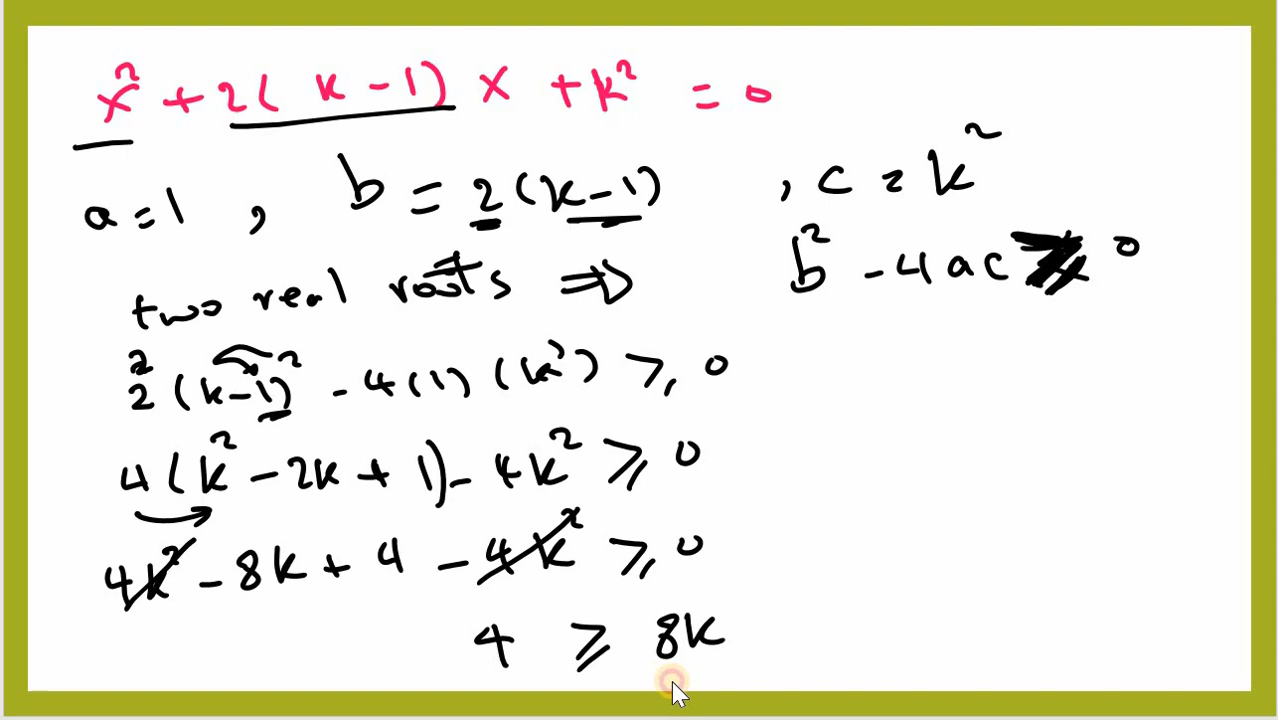 x² + 2(k-1)x + k² = 0
a=1, b = 2(k-1), c = k²
two real roots ⇒ b² - 4ac ⩾ 0
2²(k-1)² - 4(1)(k²) ⩾ 0
4(k² - 2k + 1) - 4k² ⩾ 0
4k² - 8k + 4 - 4k² ⩾ 0
4 ⩾ 8k